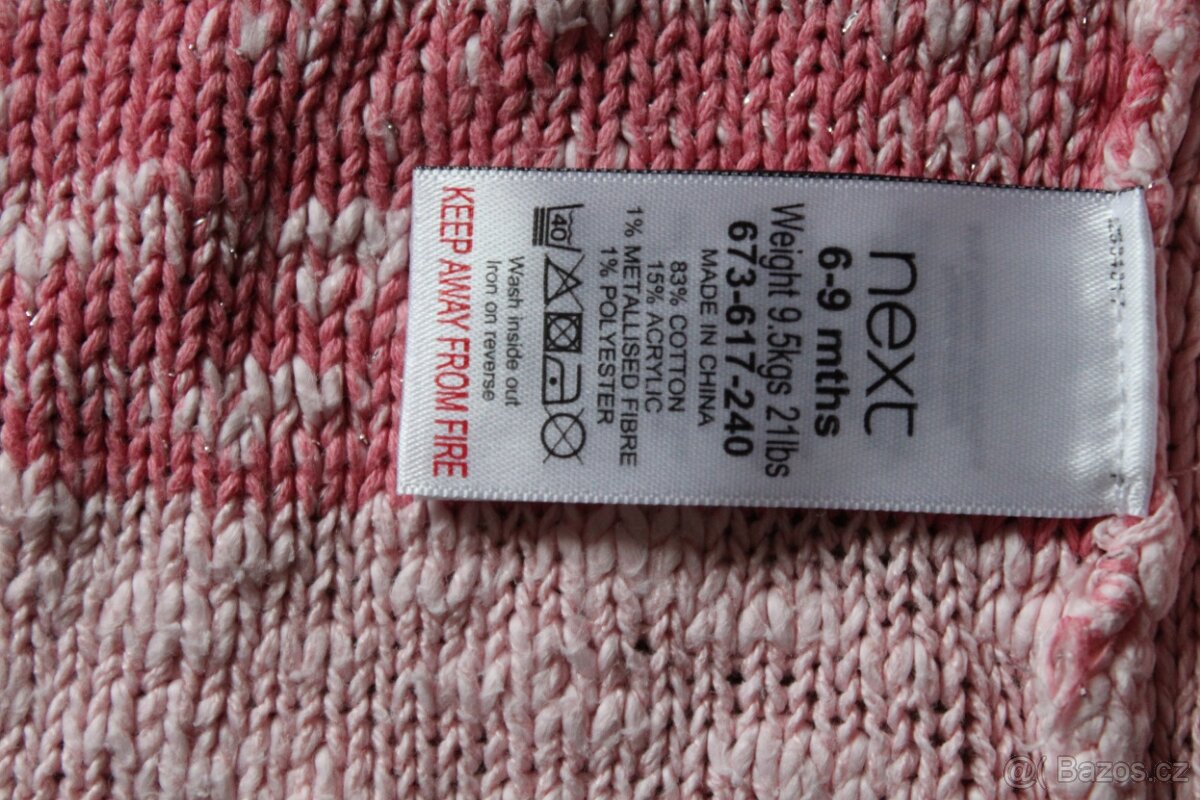 next
6-9 mths
Weight 9.5kgs 21lbs
673-617-240
MADE IN CHINA
83% COTTON
15% ACRYLIC
1% METALLISED FIBRE
1% POLYESTER
40
Wash inside out
Iron on reverse
KEEP AWAY FROM FIRE
Bazos.cz